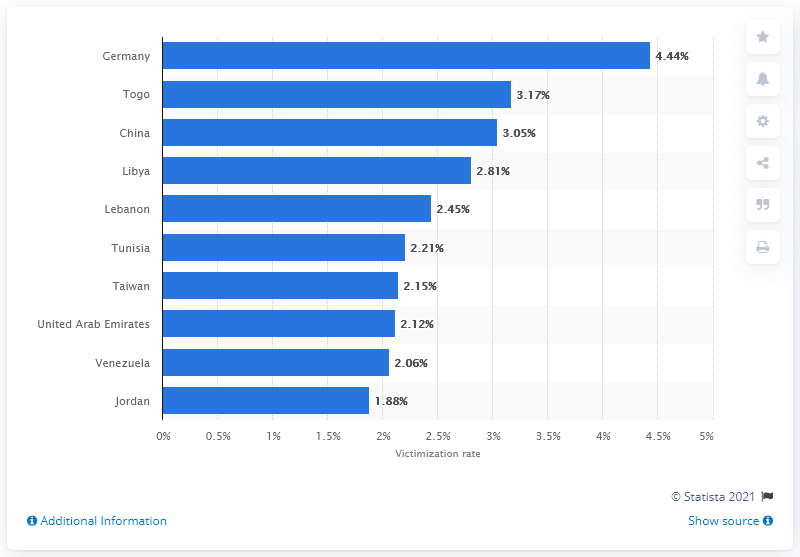 Germany 4.44%
Togo 3.17%
China 3.05%
Libya 2.81%
Lebanon 2.45%
Tunisia 2.21%
Taiwan 2.15%
United Arab Emirates 2.12%
Venezuela 2.06%
Jordan 1.88%
0% 0.5% 1% 1.5% 2% 2.5% 3% 3.5% 4% 4.5% 5%
Victimization rate
© Statista 2021
Additional Information Show source